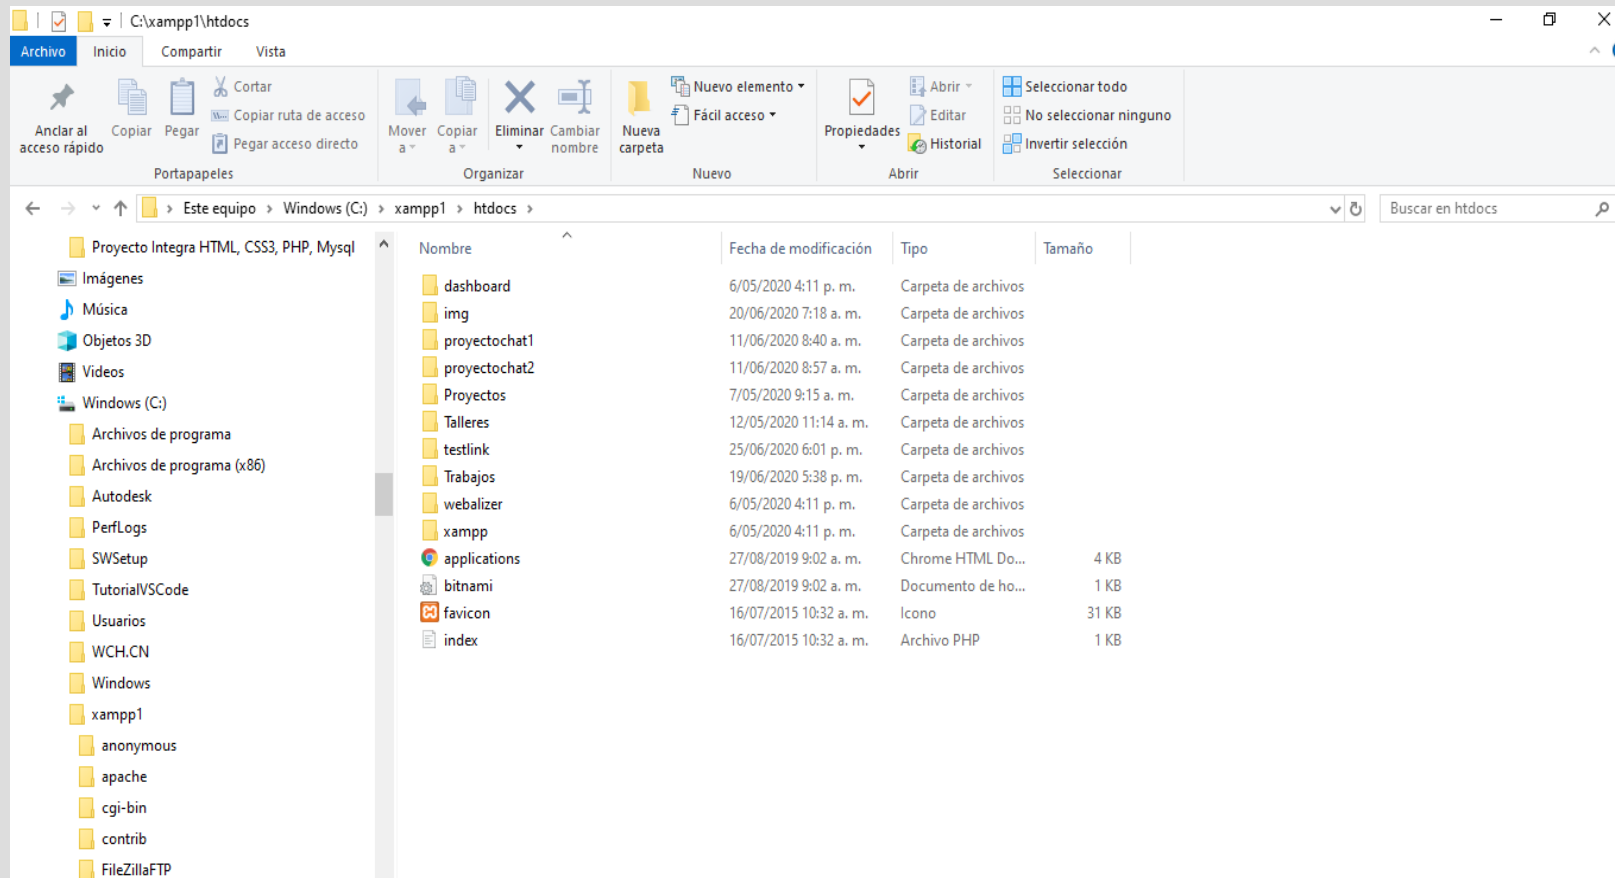 C:\xampp1\htdocs
Archivo Inicio Compartir Vista
Anclar al acceso rápido
Copiar
Pegar
Cortar
Copiar ruta de acceso
Pegar acceso directo
Portapapeles
Mover a
Copiar a
Eliminar
Cambiar nombre
Organizar
Nueva carpeta
Nuevo elemento
Fácil acceso
Nuevo
Propiedades
Abrir
Editar
Historial
Abrir
Seleccionar todo
No seleccionar ninguno
Invertir selección
Seleccionar
Este equipo > Windows (C:) > xampp1 > htdocs >
Buscar en htdocs
Proyecto Integra HTML, CSS3, PHP, Mysql
Imágenes
Música
Objetos 3D
Videos
Windows (C:)
Archivos de programa
Archivos de programa (x86)
Autodesk
PerfLogs
SWSetup
TutorialVSCode
Usuarios
WCH.CN
Windows
xampp1
anonymous
apache
cgi-bin
contrib
FileZillaFTP
Nombre Fecha de modificación Tipo Tamaño
dashboard 6/05/2020 4:11 p. m. Carpeta de archivos
img 20/06/2020 7:18 a. m. Carpeta de archivos
proyectochat1 11/06/2020 8:40 a. m. Carpeta de archivos
proyectochat2 11/06/2020 8:57 a. m. Carpeta de archivos
Proyectos 7/05/2020 9:15 a. m. Carpeta de archivos
Talleres 12/05/2020 11:14 a. m. Carpeta de archivos
testlink 25/06/2020 6:01 p. m. Carpeta de archivos
Trabajos 19/06/2020 5:38 p. m. Carpeta de archivos
webalizer 6/05/2020 4:11 p. m. Carpeta de archivos
xampp 6/05/2020 4:11 p. m. Carpeta de archivos
applications 27/08/2019 9:02 a. m. Chrome HTML Do... 4 KB
bitnami 27/08/2019 9:02 a. m. Documento de ho... 1 KB
favicon 16/07/2015 10:32 a. m. Icono 31 KB
index 16/07/2015 10:32 a. m. Archivo PHP 1 KB